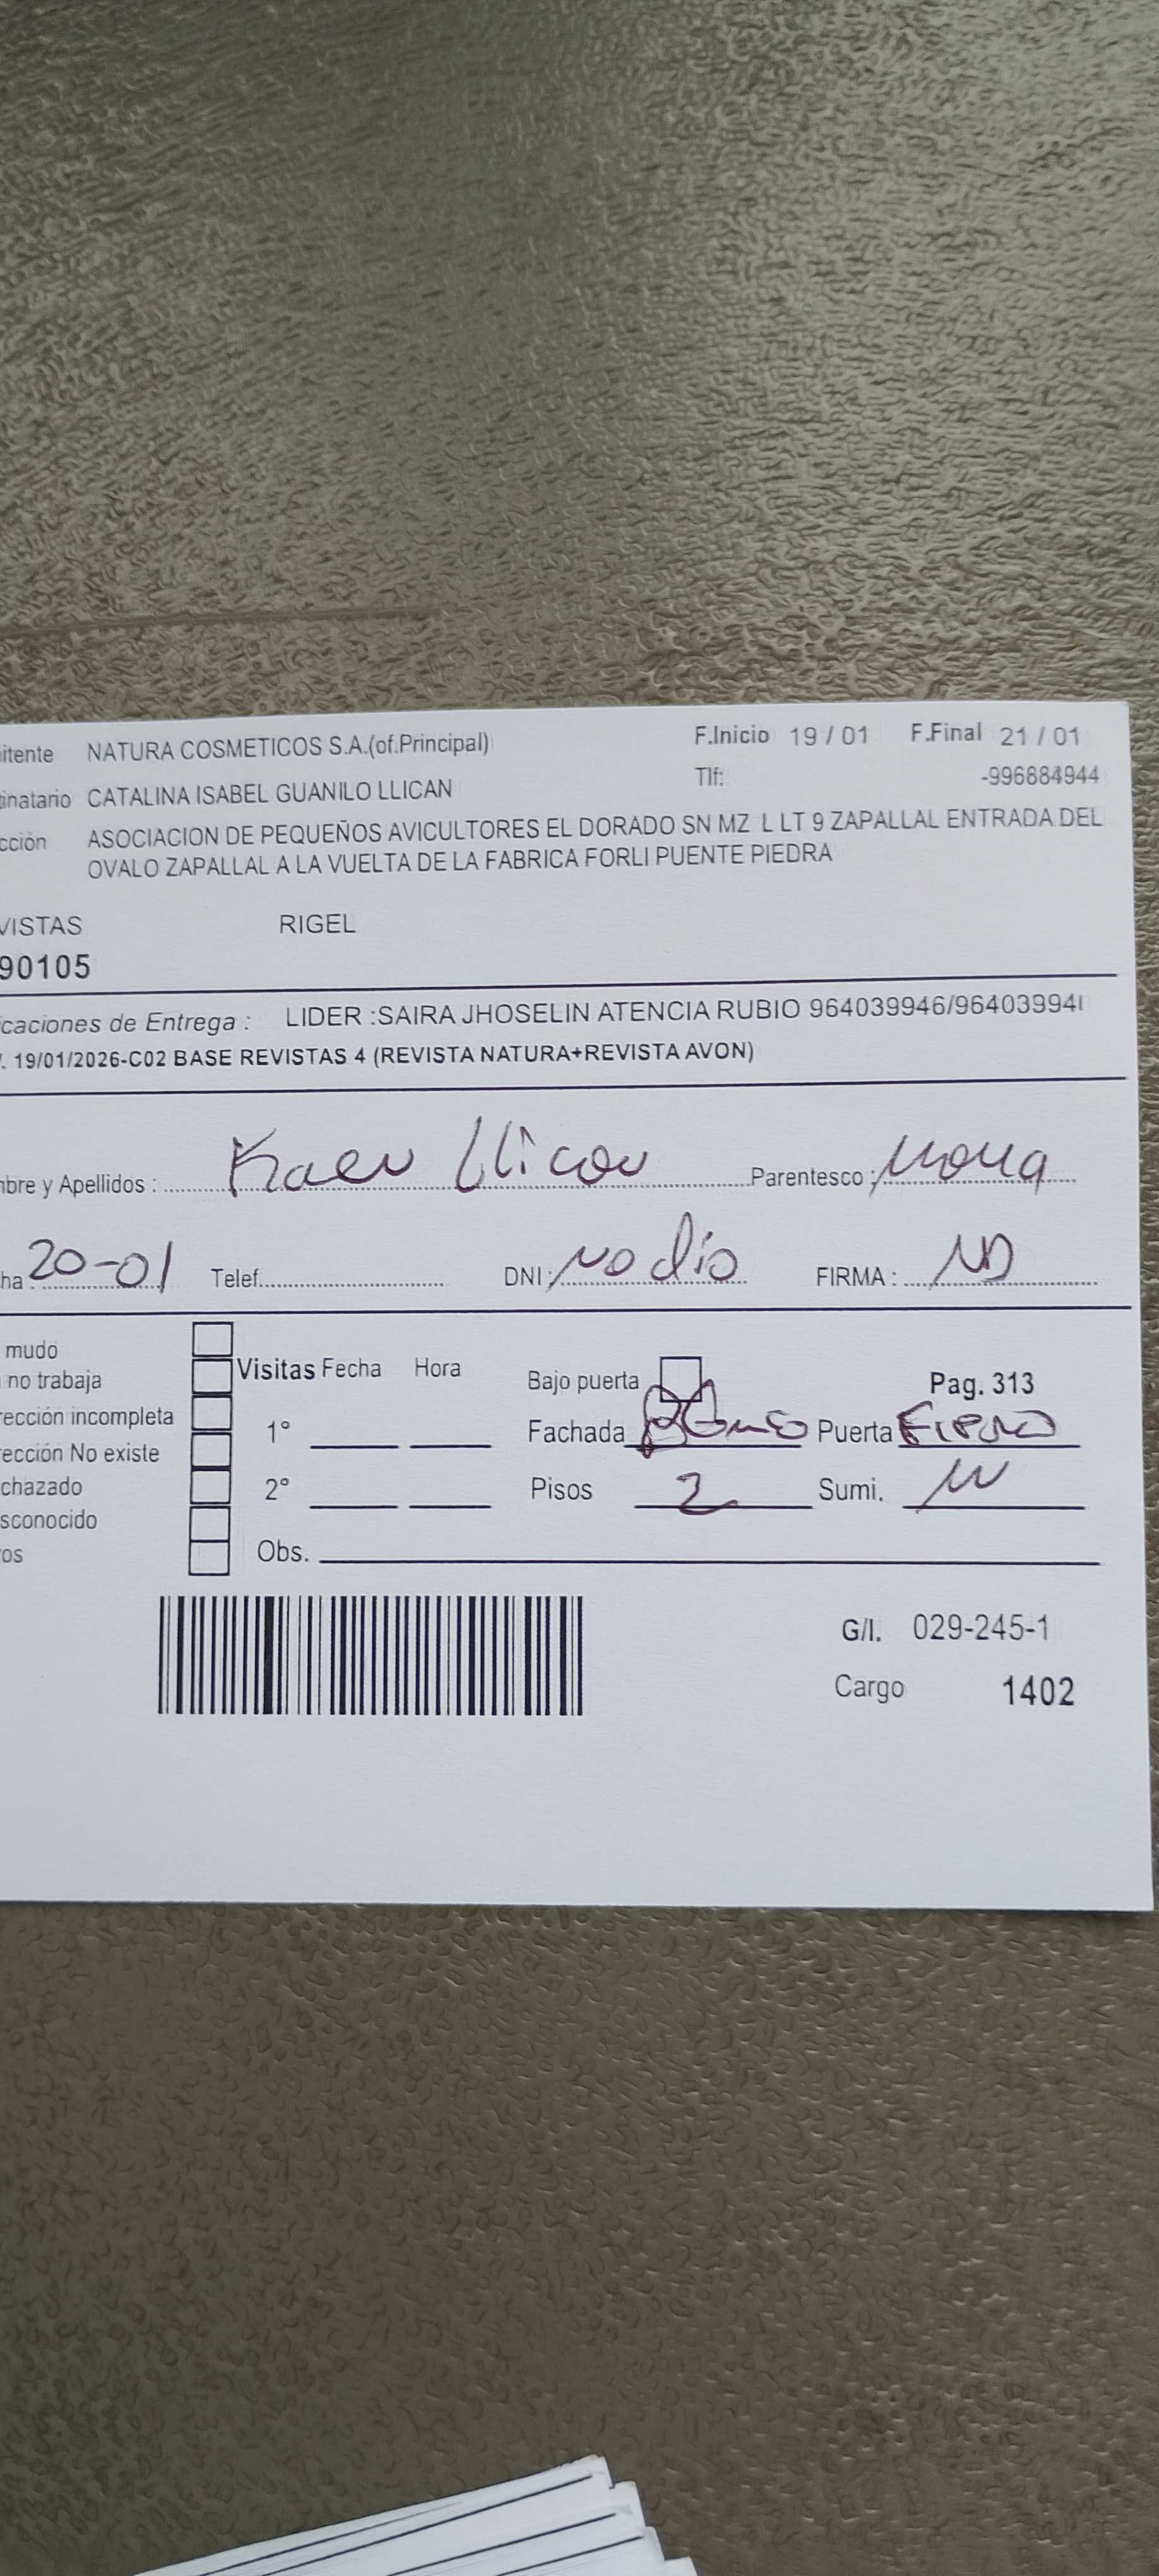 itente NATURA COSMETICOS S.A.(of.Principal) F.Inicio 19 / 01 F.Final 21 / 01
tinatario CATALINA ISABEL GUANILO LLICAN Tlf: -996884944
cción ASOCIACION DE PEQUEÑOS AVICULTORES EL DORADO SN MZ L LT 9 ZAPALLAL ENTRADA DEL
OVALO ZAPALLAL A LA VUELTA DE LA FABRICA FORLI PUENTE PIEDRA
VISTAS RIGEL
90105
caciones de Entrega : LIDER :SAIRA JHOSELIN ATENCIA RUBIO 964039946/96403994
. 19/01/2026-C02 BASE REVISTAS 4 (REVISTA NATURA+REVISTA AVON)
nbre y Apellidos : Kaen Llican Parentesco :
ha : 20-01 Telef. DNI : no dio FIRMA : ND
mudo
no trabaja Visitas Fecha Hora Bajo puerta Pag. 313
rección incompleta 1° Fachada Puerta Fierro
rección No existe
chazado 2° Pisos 2 Sumi.
sconocido
os Obs.
G/I. 029-245-1
Cargo 1402